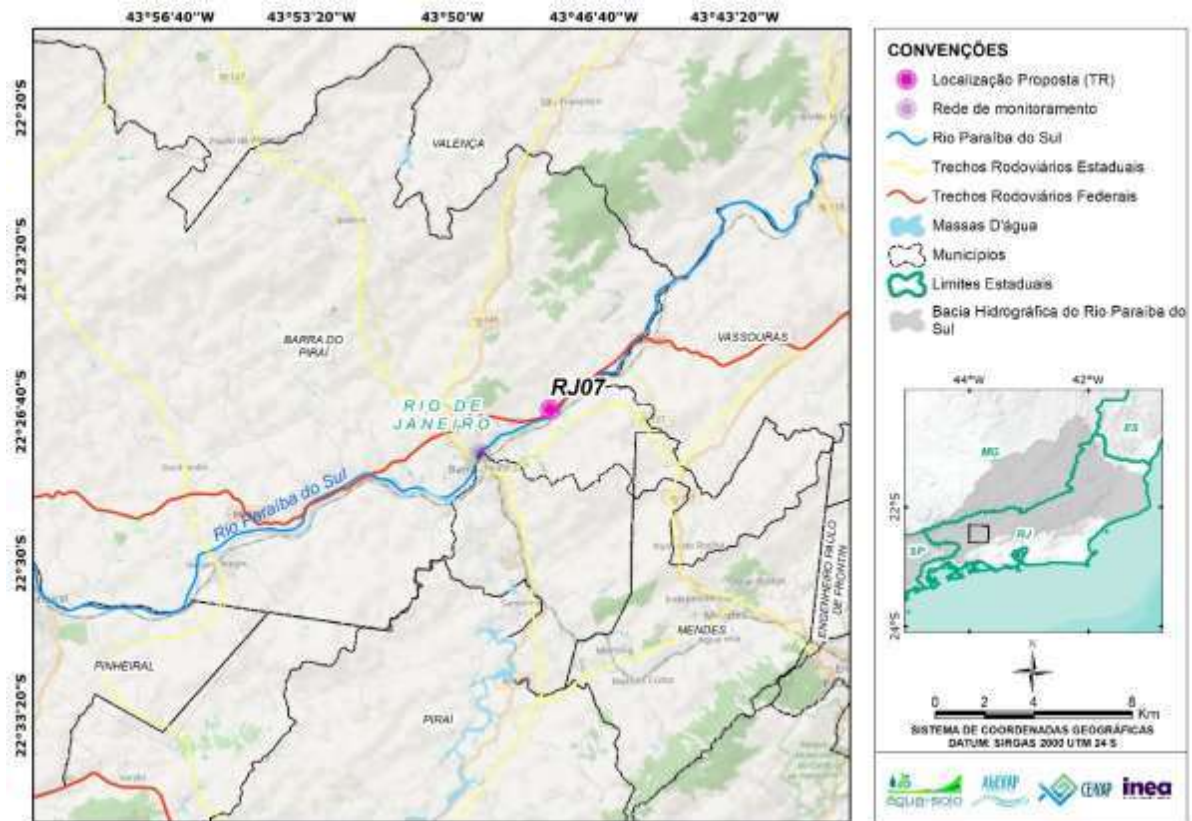 43°56'40"W 43°53'20"W 43°50'W 43°46'40"W 43°43'20"W
22°20'S
22°23'20"S
22°26'40"S
22°30'S
22°33'20"S
VALENÇA
BARRA DO
PIRAÍ
VASSOURAS
RJ07
RIO DE
JANEIRO
Rio Paraíba do Sul
ENGENHEIRO PAULO
DE FRONTIN
MENDES
PINHEIRAL
PIRAÍ
CONVENÇÕES
Localização Proposta (TR)
Rede de monitoramento
Rio Paraíba do Sul
Trechos Rodoviários Estaduais
Trechos Rodoviários Federais
Massas D'água
Municípios
Limites Estaduais
Bacia Hidrográfica do Rio Paraíba do
Sul
44°W 42°W
22°S
24°S
MG
ES
RJ
SP
N
0 2 4 8
Km
SISTEMA DE COORDENADAS GEOGRÁFICAS
DATUM: SIRGAS 2000 UTM 24 S
água-solo AGEVAP CEIVAP inea